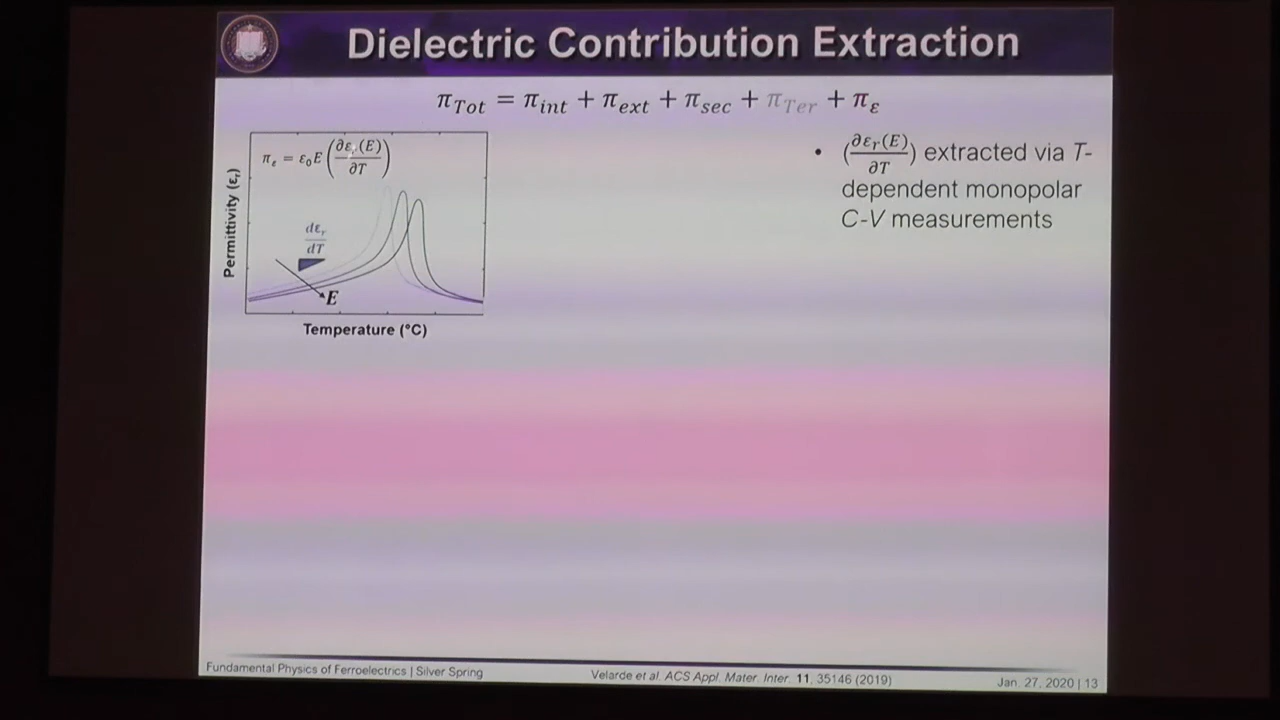 Dielectric Contribution Extraction
π_Tot = π_int + π_ext + π_sec + π_Ter + π_ε
π_ε = ε₀E(∂ε_r(E)/∂T)
dε_r/dT
E
Permittivity (ε_r)
Temperature (°C)
• (∂ε_r(E)/∂T) extracted via T-
dependent monopolar
C-V measurements
Fundamental Physics of Ferroelectrics | Silver Spring
Velarde et al. ACS Appl. Mater. Inter. 11, 35146 (2019)
Jan. 27, 2020 | 13